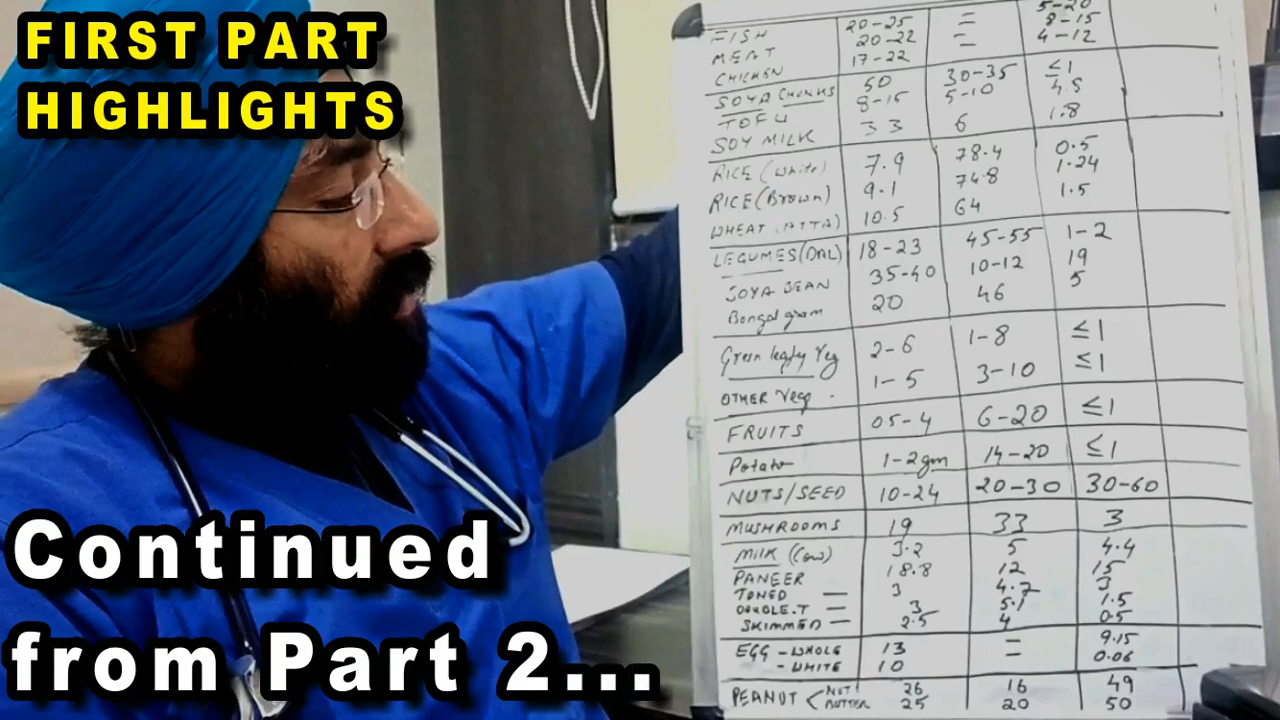 FIRST PART
HIGHLIGHTS
Continued
from Part 2...
FISH 20-25 = 5-20
MEAT 20-22 = 8-15
CHICKEN 17-22 4-12
SOYA CHUNKS 50 30-35 ≤1
TOFU 8-15 5-10 4.5
SOY MILK 33 6 1.8
RICE (White) 7.9 78.4 0.5
RICE (Brown) 9.1 74.8 1.24
WHEAT (ATTA) 10.5 64 1.5
LEGUMES (DAL) 18-23 45-55 1-2
SOYA BEAN 35-40 10-12 19
Bengal gram 20 46 5
Green leafy Veg 2-6 1-8 ≤1
OTHER Veg 1-5 3-10 ≤1
FRUITS 05-4 6-20 ≤1
Potato 1-2gm 14-20 ≤1
NUTS/SEED 10-24 20-30 30-60
MUSHROOMS 19 33 3
MILK (Cow) 3.2 5 4.4
PANEER 18.8 12 15
TONED — 3 4.7 3
DOUBLE.T — 3 5.1 1.5
SKIMMED — 2.5 4 0.5
EGG - WHOLE 13 = 9.15
- WHITE 10 0.06
PEANUT < NUT 26 16 49
BUTTER 25 20 50